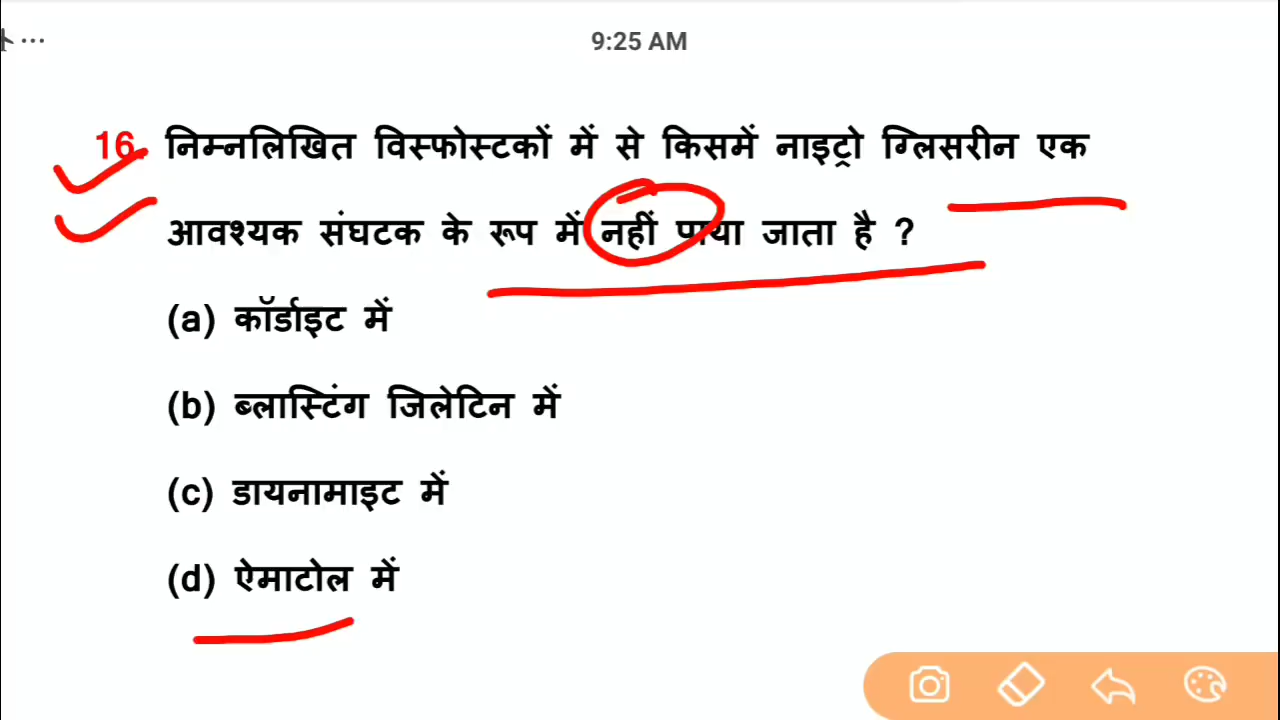 9:25 AM
16. निम्नलिखित विस्फोस्टकों में से किसमें नाइट्रो ग्लिसरीन एक
आवश्यक संघटक के रूप में नहीं पाया जाता है ?
(a) कॉर्डाइट में
(b) ब्लास्टिंग जिलेटिन में
(c) डायनामाइट में
(d) ऐमाटोल में